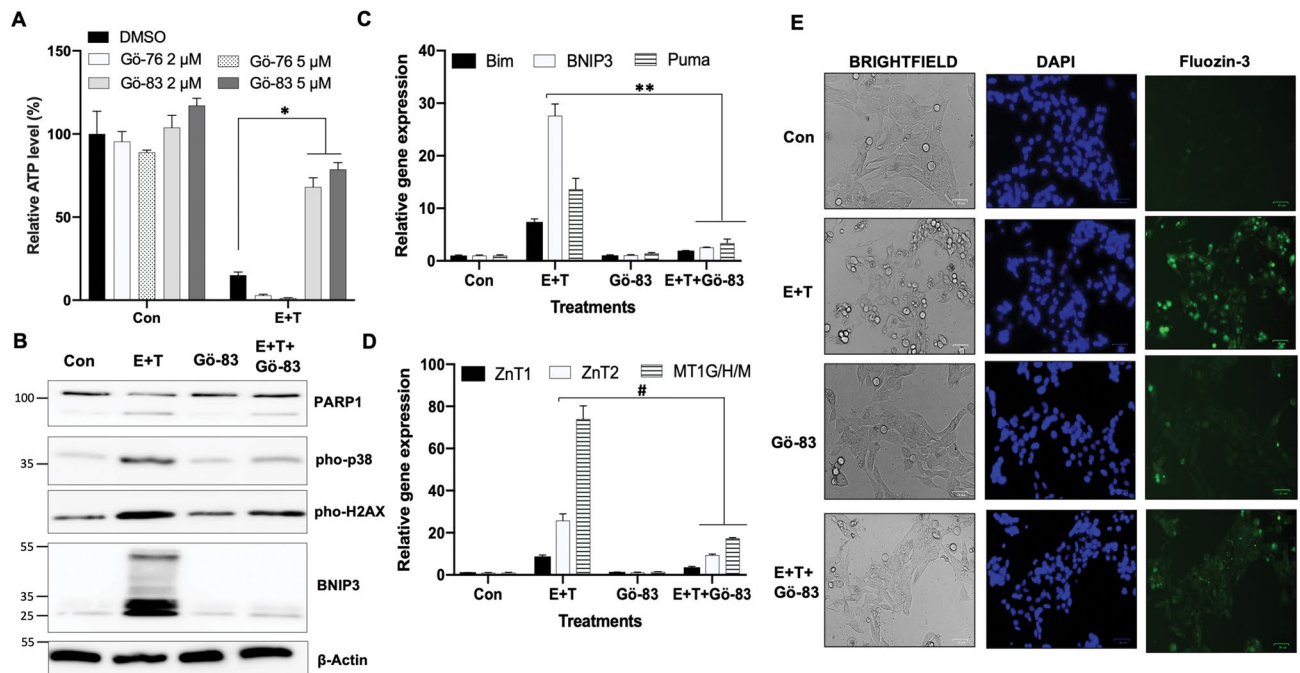 A
DMSO
Gö-76 2 µM
Gö-76 5 µM
Gö-83 2 µM
Gö-83 5 µM
Relative ATP level (%)
150
100
50
0
*
Con
E+T
B
Con
E+T
Gö-83
E+T+
Gö-83
100
PARP1
35
pho-p38
pho-H2AX
55
35
25
BNIP3
55
β-Actin
C
Bim
BNIP3
Puma
Relative gene expression
40
30
20
10
0
**
Con
E+T
Gö-83
E+T+Gö-83
Treatments
D
ZnT1
ZnT2
MT1G/H/M
Relative gene expression
100
80
60
40
20
0
#
Con
E+T
Gö-83
E+T+Gö-83
Treatments
E
BRIGHTFIELD
DAPI
Fluozin-3
Con
E+T
Gö-83
E+T+
Gö-83